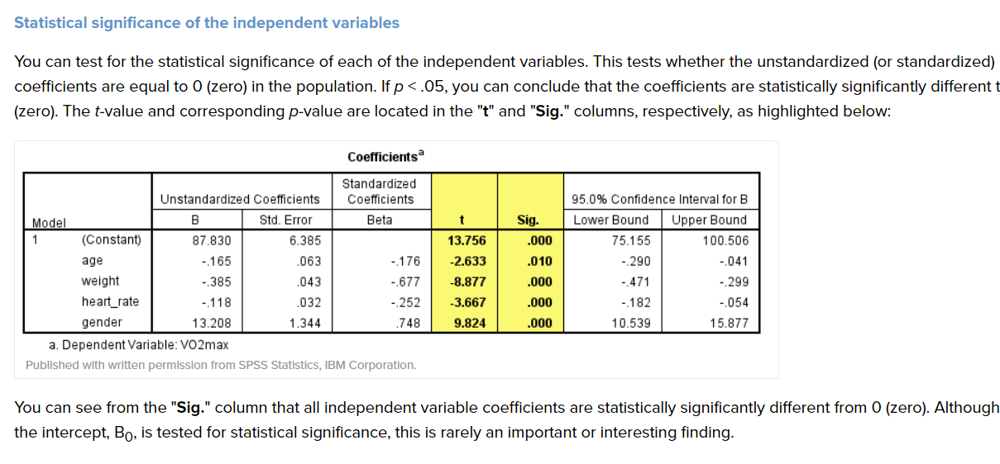 Statistical significance of the independent variables
You can test for the statistical significance of each of the independent variables. This tests whether the unstandardized (or standardized)
coefficients are equal to 0 (zero) in the population. If p < .05, you can conclude that the coefficients are statistically significantly different t
(zero). The t-value and corresponding p-value are located in the "t" and "Sig." columns, respectively, as highlighted below:
Coefficientsᵃ
Unstandardized Coefficients Standardized Coefficients 95.0% Confidence Interval for B
Model B Std. Error Beta t Sig. Lower Bound Upper Bound
1 (Constant) 87.830 6.385 13.756 .000 75.155 100.506
age -.165 .063 -.176 -2.633 .010 -.290 -.041
weight -.385 .043 -.677 -8.877 .000 -.471 -.299
heart_rate -.118 .032 -.252 -3.667 .000 -.182 -.054
gender 13.208 1.344 .748 9.824 .000 10.539 15.877
a. Dependent Variable: VO2max
Published with written permission from SPSS Statistics, IBM Corporation.
You can see from the "Sig." column that all independent variable coefficients are statistically significantly different from 0 (zero). Although
the intercept, B₀, is tested for statistical significance, this is rarely an important or interesting finding.